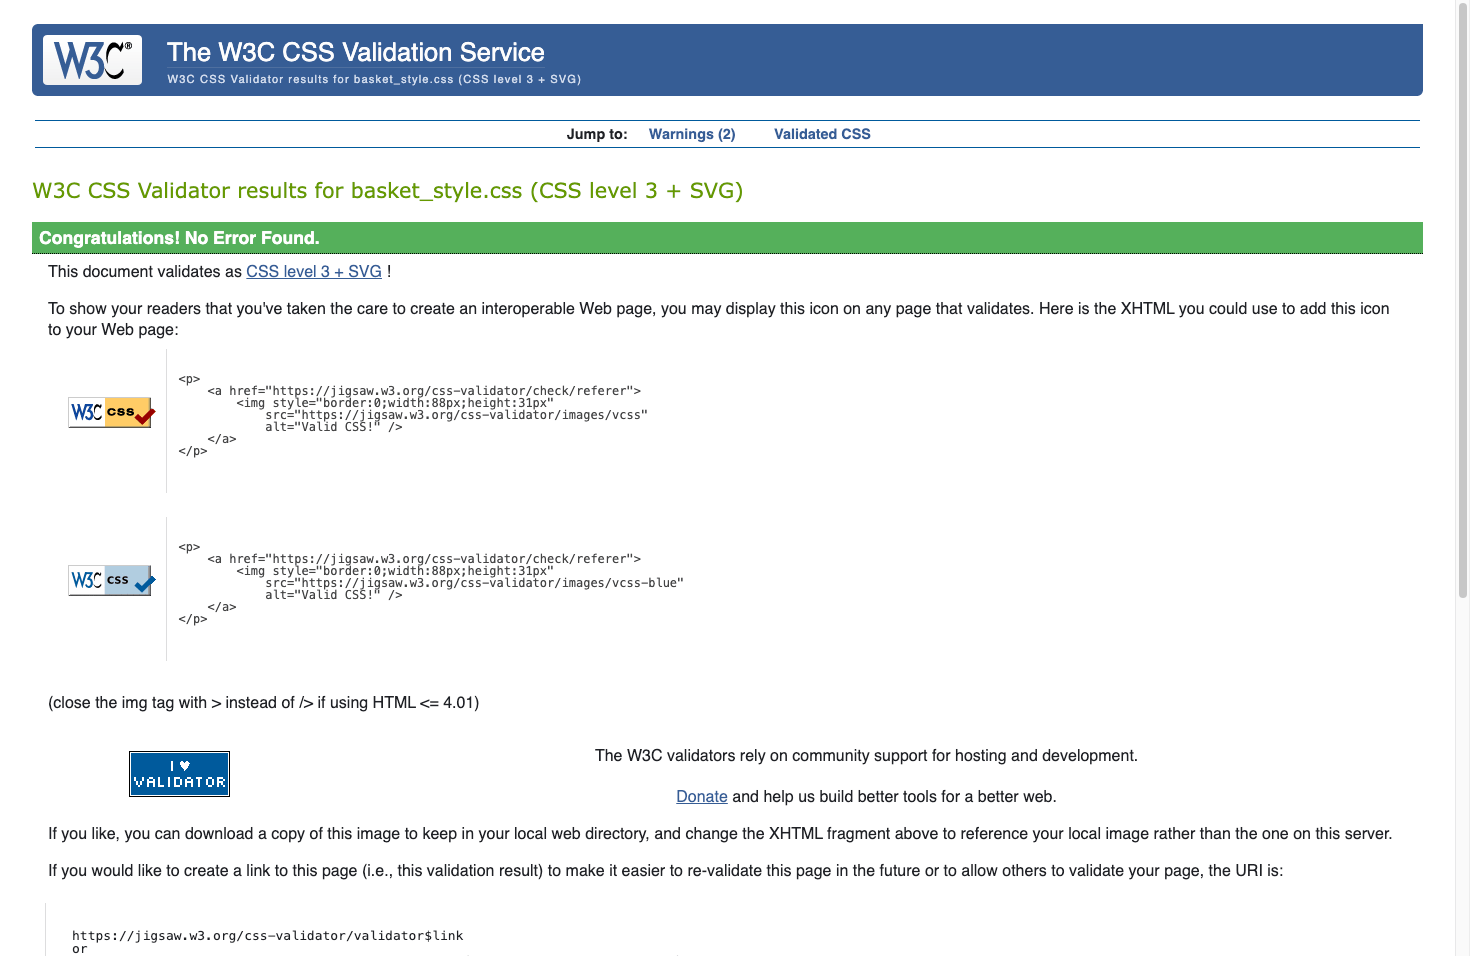 W3C®
The W3C CSS Validation Service
W3C CSS Validator results for basket_style.css (CSS level 3 + SVG)
Jump to: Warnings (2) Validated CSS
W3C CSS Validator results for basket_style.css (CSS level 3 + SVG)
Congratulations! No Error Found.
This document validates as CSS level 3 + SVG !
To show your readers that you've taken the care to create an interoperable Web page, you may display this icon on any page that validates. Here is the XHTML you could use to add this icon
to your Web page:
W3C css
<p>
    <a href="https://jigsaw.w3.org/css-validator/check/referer">
        <img style="border:0;width:88px;height:31px"
            src="https://jigsaw.w3.org/css-validator/images/vcss"
            alt="Valid CSS!" />
    </a>
</p>
W3C css
<p>
    <a href="https://jigsaw.w3.org/css-validator/check/referer">
        <img style="border:0;width:88px;height:31px"
            src="https://jigsaw.w3.org/css-validator/images/vcss-blue"
            alt="Valid CSS!" />
    </a>
</p>
(close the img tag with > instead of /> if using HTML <= 4.01)
I ♥
VALIDATOR
The W3C validators rely on community support for hosting and development.
Donate and help us build better tools for a better web.
If you like, you can download a copy of this image to keep in your local web directory, and change the XHTML fragment above to reference your local image rather than the one on this server.
If you would like to create a link to this page (i.e., this validation result) to make it easier to re-validate this page in the future or to allow others to validate your page, the URI is:
https://jigsaw.w3.org/css-validator/validator$link
or